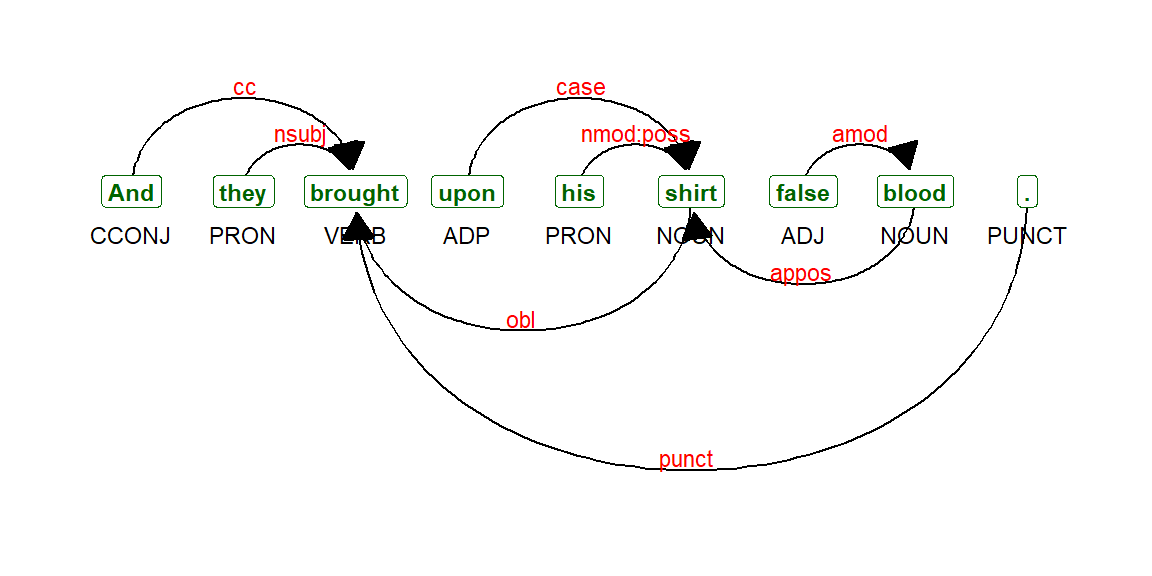 cc case
nsubj nmod:poss amod
And they brought upon his shirt false blood .
CCONJ PRON VERB ADP PRON NOUN ADJ NOUN PUNCT
appos
obl
punct